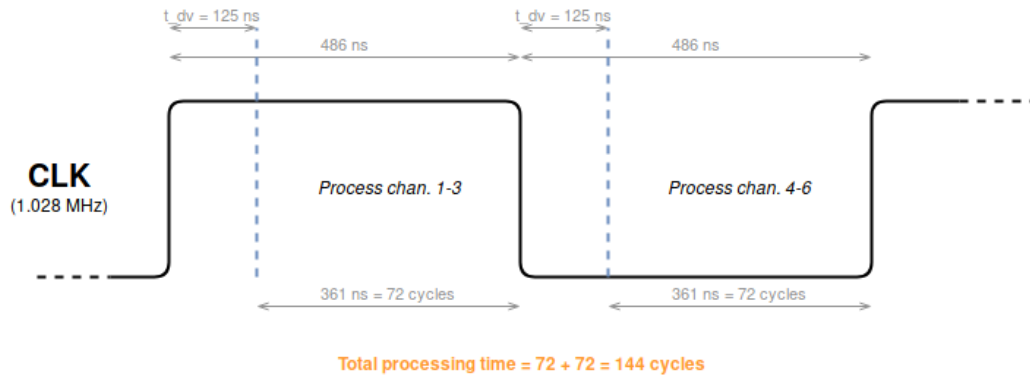 t_dv = 125 ns
t_dv = 125 ns
486 ns
486 ns
CLK
(1.028 MHz)
Process chan. 1-3
Process chan. 4-6
361 ns = 72 cycles
361 ns = 72 cycles
Total processing time = 72 + 72 = 144 cycles